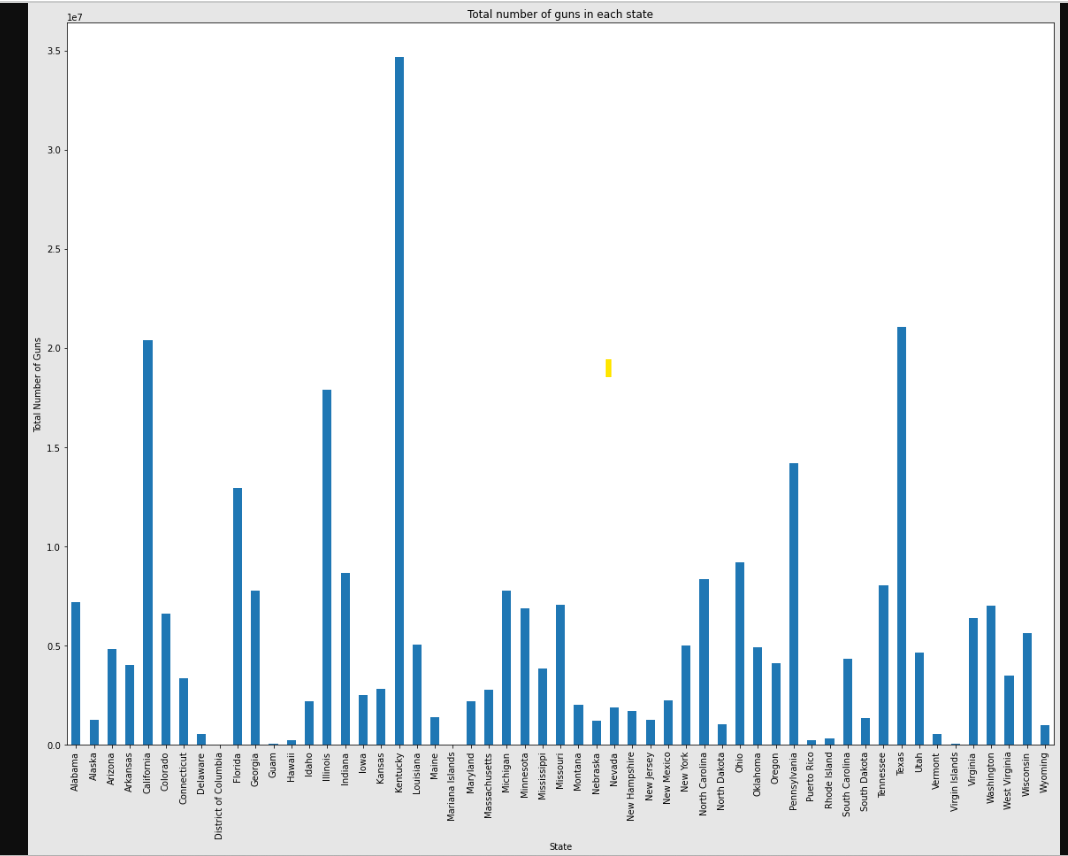 Total number of guns in each state
1e7
3.5
3.0
2.5
2.0
1.5
1.0
0.5
0.0
Total Number of Guns
Alabama
Alaska
Arizona
Arkansas
California
Colorado
Connecticut
Delaware
District of Columbia
Florida
Georgia
Guam
Hawaii
Idaho
Illinois
Indiana
Iowa
Kansas
Kentucky
Louisiana
Maine
Mariana Islands
Maryland
Massachusetts
Michigan
Minnesota
Mississippi
Missouri
Montana
Nebraska
Nevada
New Hampshire
New Jersey
New Mexico
New York
North Carolina
North Dakota
Ohio
Oklahoma
Oregon
Pennsylvania
Puerto Rico
Rhode Island
South Carolina
South Dakota
Tennessee
Texas
Utah
Vermont
Virgin Islands
Virginia
Washington
West Virginia
Wisconsin
Wyoming
State